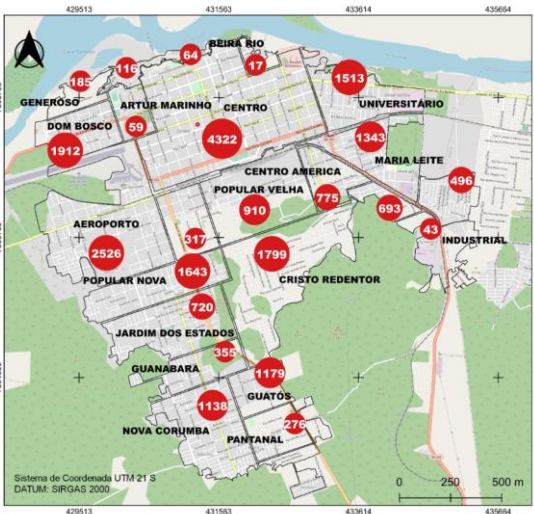 429513 431563 433614 435664
BEIRA RIO
64
17
116
185
1513
GENEROSO
ARTUR MARINHO CENTRO
UNIVERSITÁRIO
DOM BOSCO
59
4322
1343
1912
MARIA LEITE
CENTRO AMERICA
496
POPULAR VELHA
775
910
693
AEROPORTO
43
317
INDUSTRIAL
2526
1799
1643
POPULAR NOVA
CRISTO REDENTOR
720
JARDIM DOS ESTADOS
355
GUANABARA
1179
GUATÓS
1138
276
NOVA CORUMBA
PANTANAL
Sistema de Coordenada UTM 21 S
DATUM: SIRGAS 2000
0 250 500 m
429513 431563 433614 435664